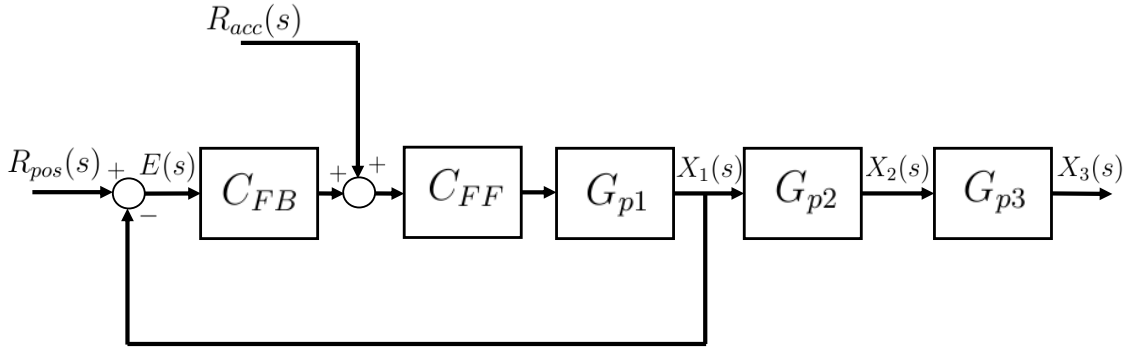 R_{acc}(s)
R_{pos}(s) + E(s) C_{FB} + + C_{FF} G_{p1} X_1(s) G_{p2} X_2(s) G_{p3} X_3(s)
−